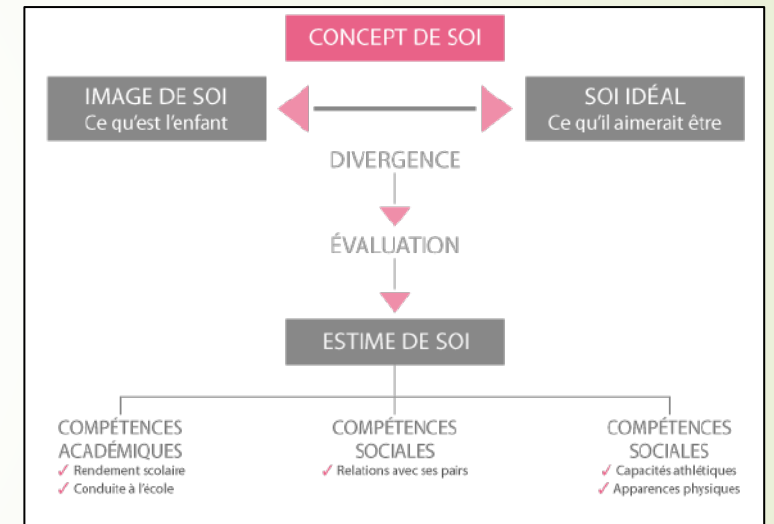 CONCEPT DE SOI
IMAGE DE SOI
Ce qu'est l'enfant
SOI IDÉAL
Ce qu'il aimerait être
DIVERGENCE
ÉVALUATION
ESTIME DE SOI
COMPÉTENCES
ACADÉMIQUES
✓ Rendement scolaire
✓ Conduite à l'école
COMPÉTENCES
SOCIALES
✓ Relations avec ses pairs
COMPÉTENCES
SOCIALES
✓ Capacités athlétiques
✓ Apparences physiques